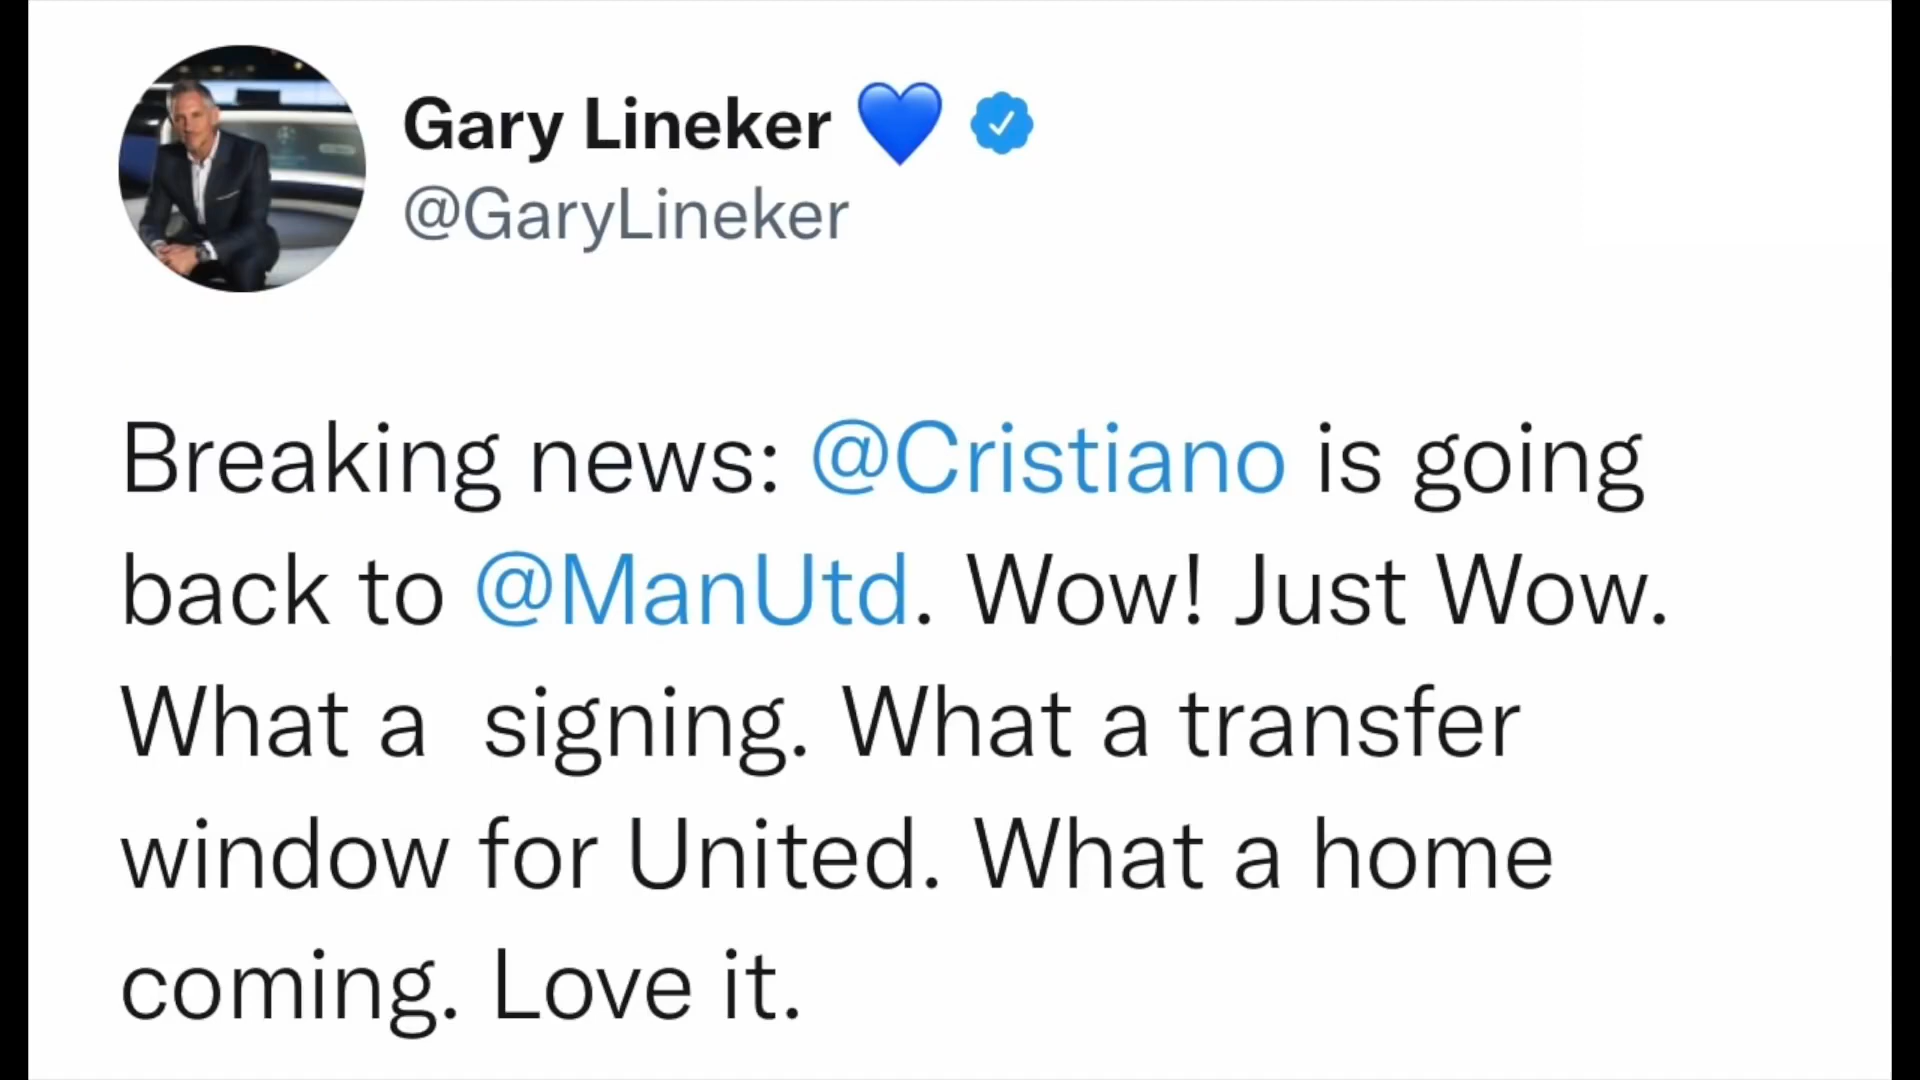 Gary Lineker 💙
@GaryLineker
Breaking news: @Cristiano is going
back to @ManUtd. Wow! Just Wow.
What a  signing. What a transfer
window for United. What a home
coming. Love it.